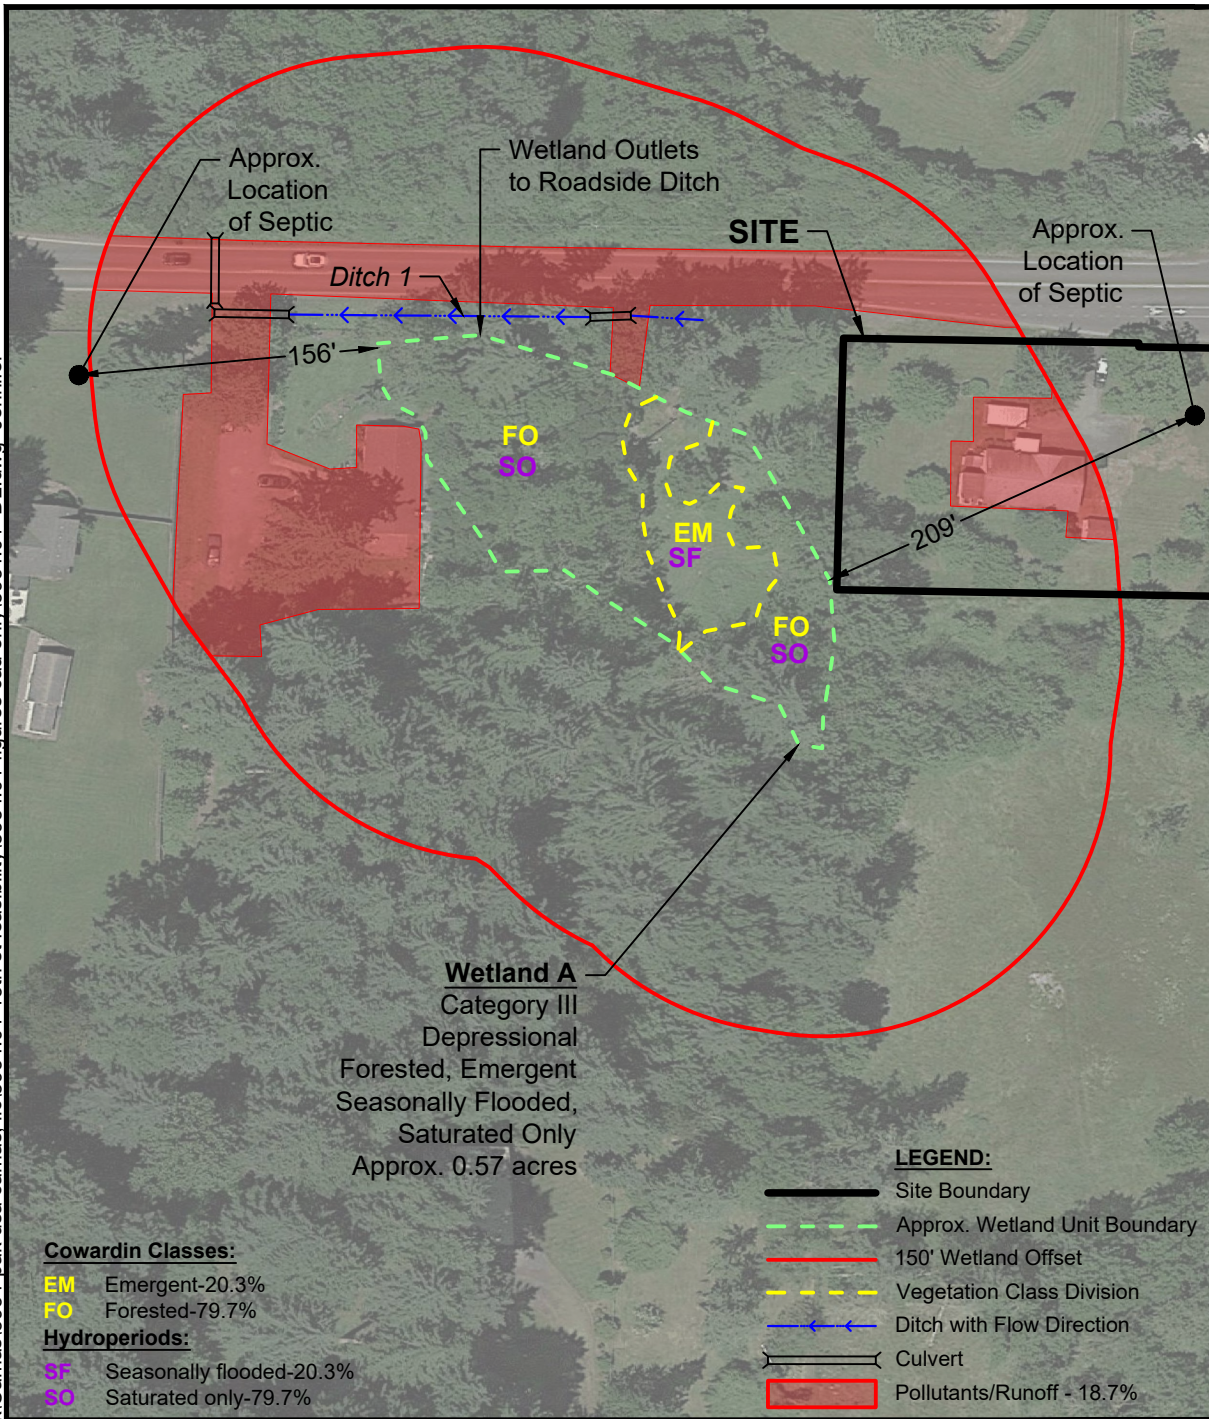 Approx.
Location
of Septic
Wetland Outlets
to Roadside Ditch
SITE
Approx.
Location
of Septic
Ditch 1
156'
209'
FO
SO
EM
SF
FO
SO
Wetland A
Category III
Depressional
Forested, Emergent
Seasonally Flooded,
Saturated Only
Approx. 0.57 acres
LEGEND:
Site Boundary
Approx. Wetland Unit Boundary
150' Wetland Offset
Vegetation Class Division
Ditch with Flow Direction
Culvert
Pollutants/Runoff - 18.7%
Cowardin Classes:
EM Emergent-20.3%
FO Forested-79.7%
Hydroperiods:
SF Seasonally flooded-20.3%
SO Saturated only-79.7%